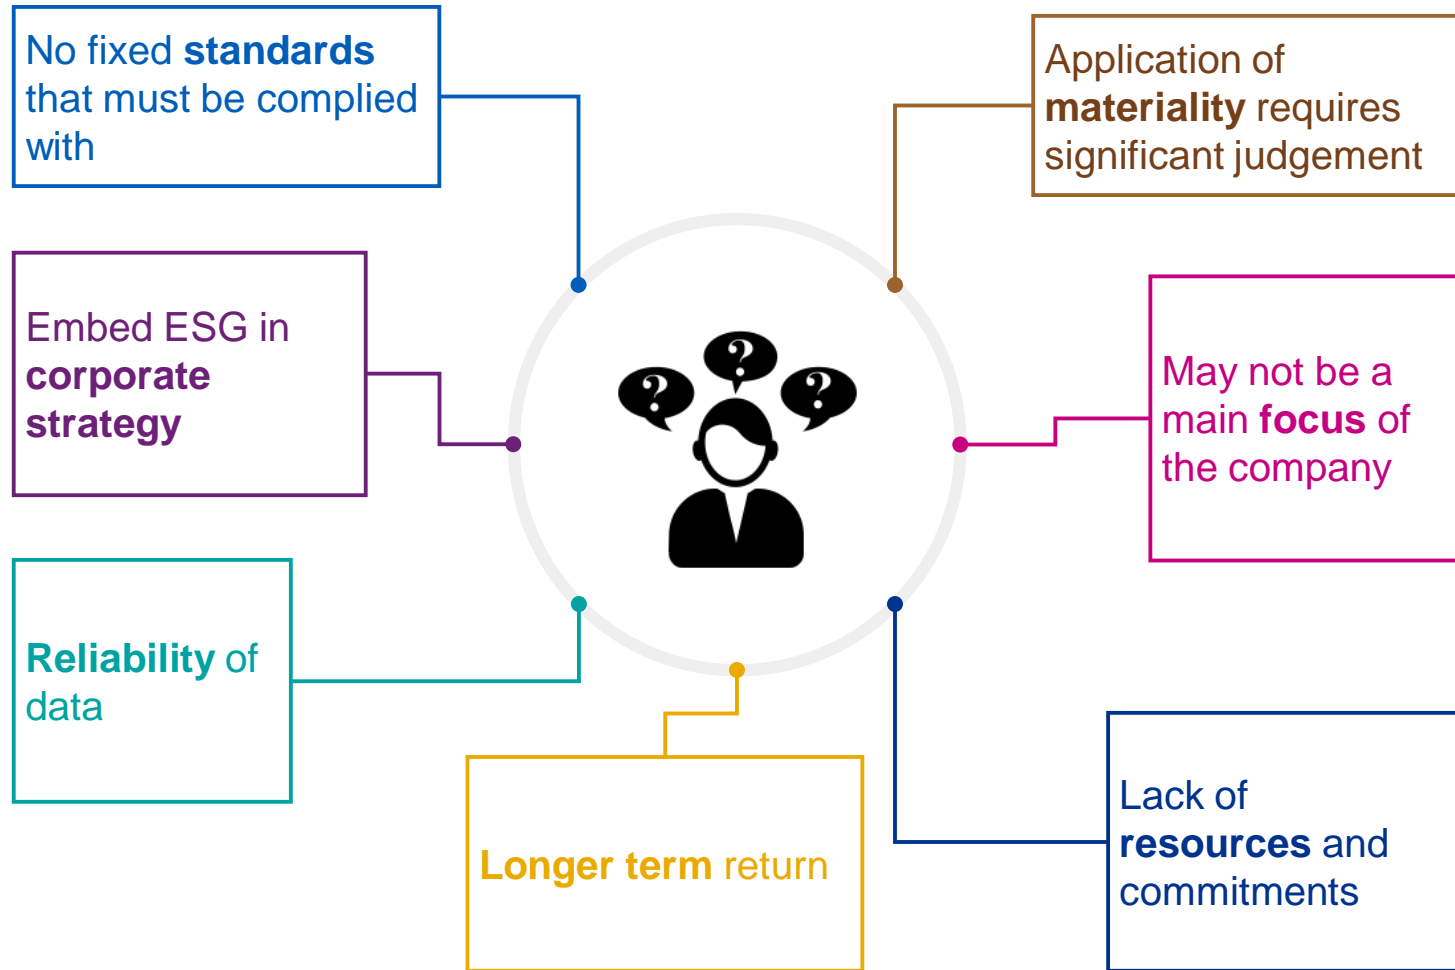 No fixed standards
that must be complied
with
Application of
materiality requires
significant judgement
Embed ESG in
corporate
strategy
? ? ?
May not be a
main focus of
the company
Reliability of
data
Longer term return
Lack of
resources and
commitments